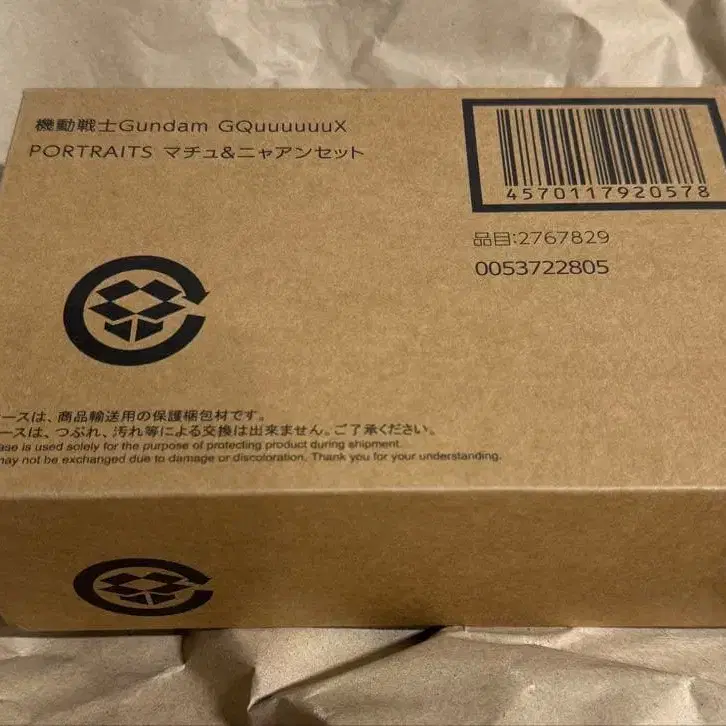 機動戦士Gundam GQuuuuuuX
PORTRAITS マチュ&ニャアンセット
4570117920578
品目:2767829
0053722805
ースは、商品輸送用の保護梱包材です。
ースは、つぶれ、汚れ等による交換は出来ません。ご了承ください。
ase is used solely for the purpose of protecting product during shipment.
may not be exchanged due to damage or discoloration. Thank you for your understanding.